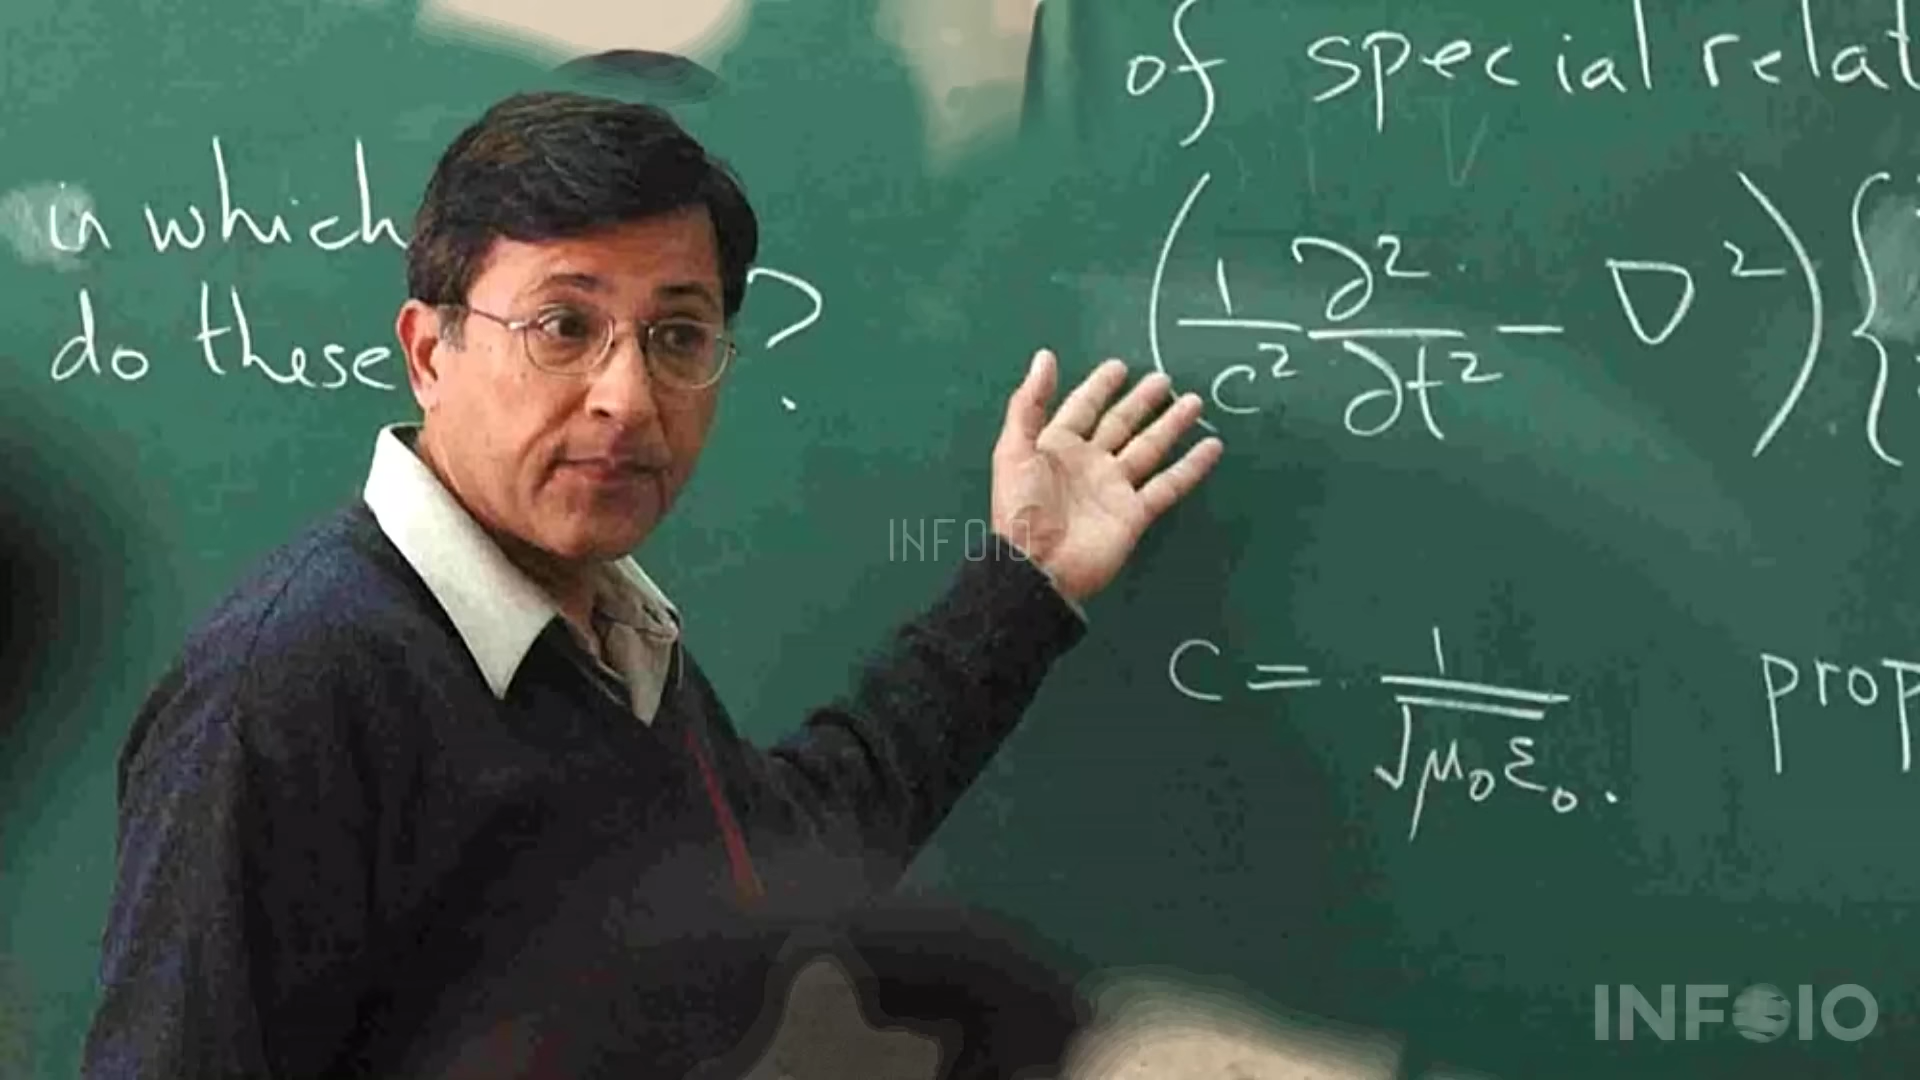 of special relat
in which
do these ?
(1/c² ∂²/∂t² − ∇²) {
INFOIO
c = 1/√μ₀ε₀.
prop
INFOIO